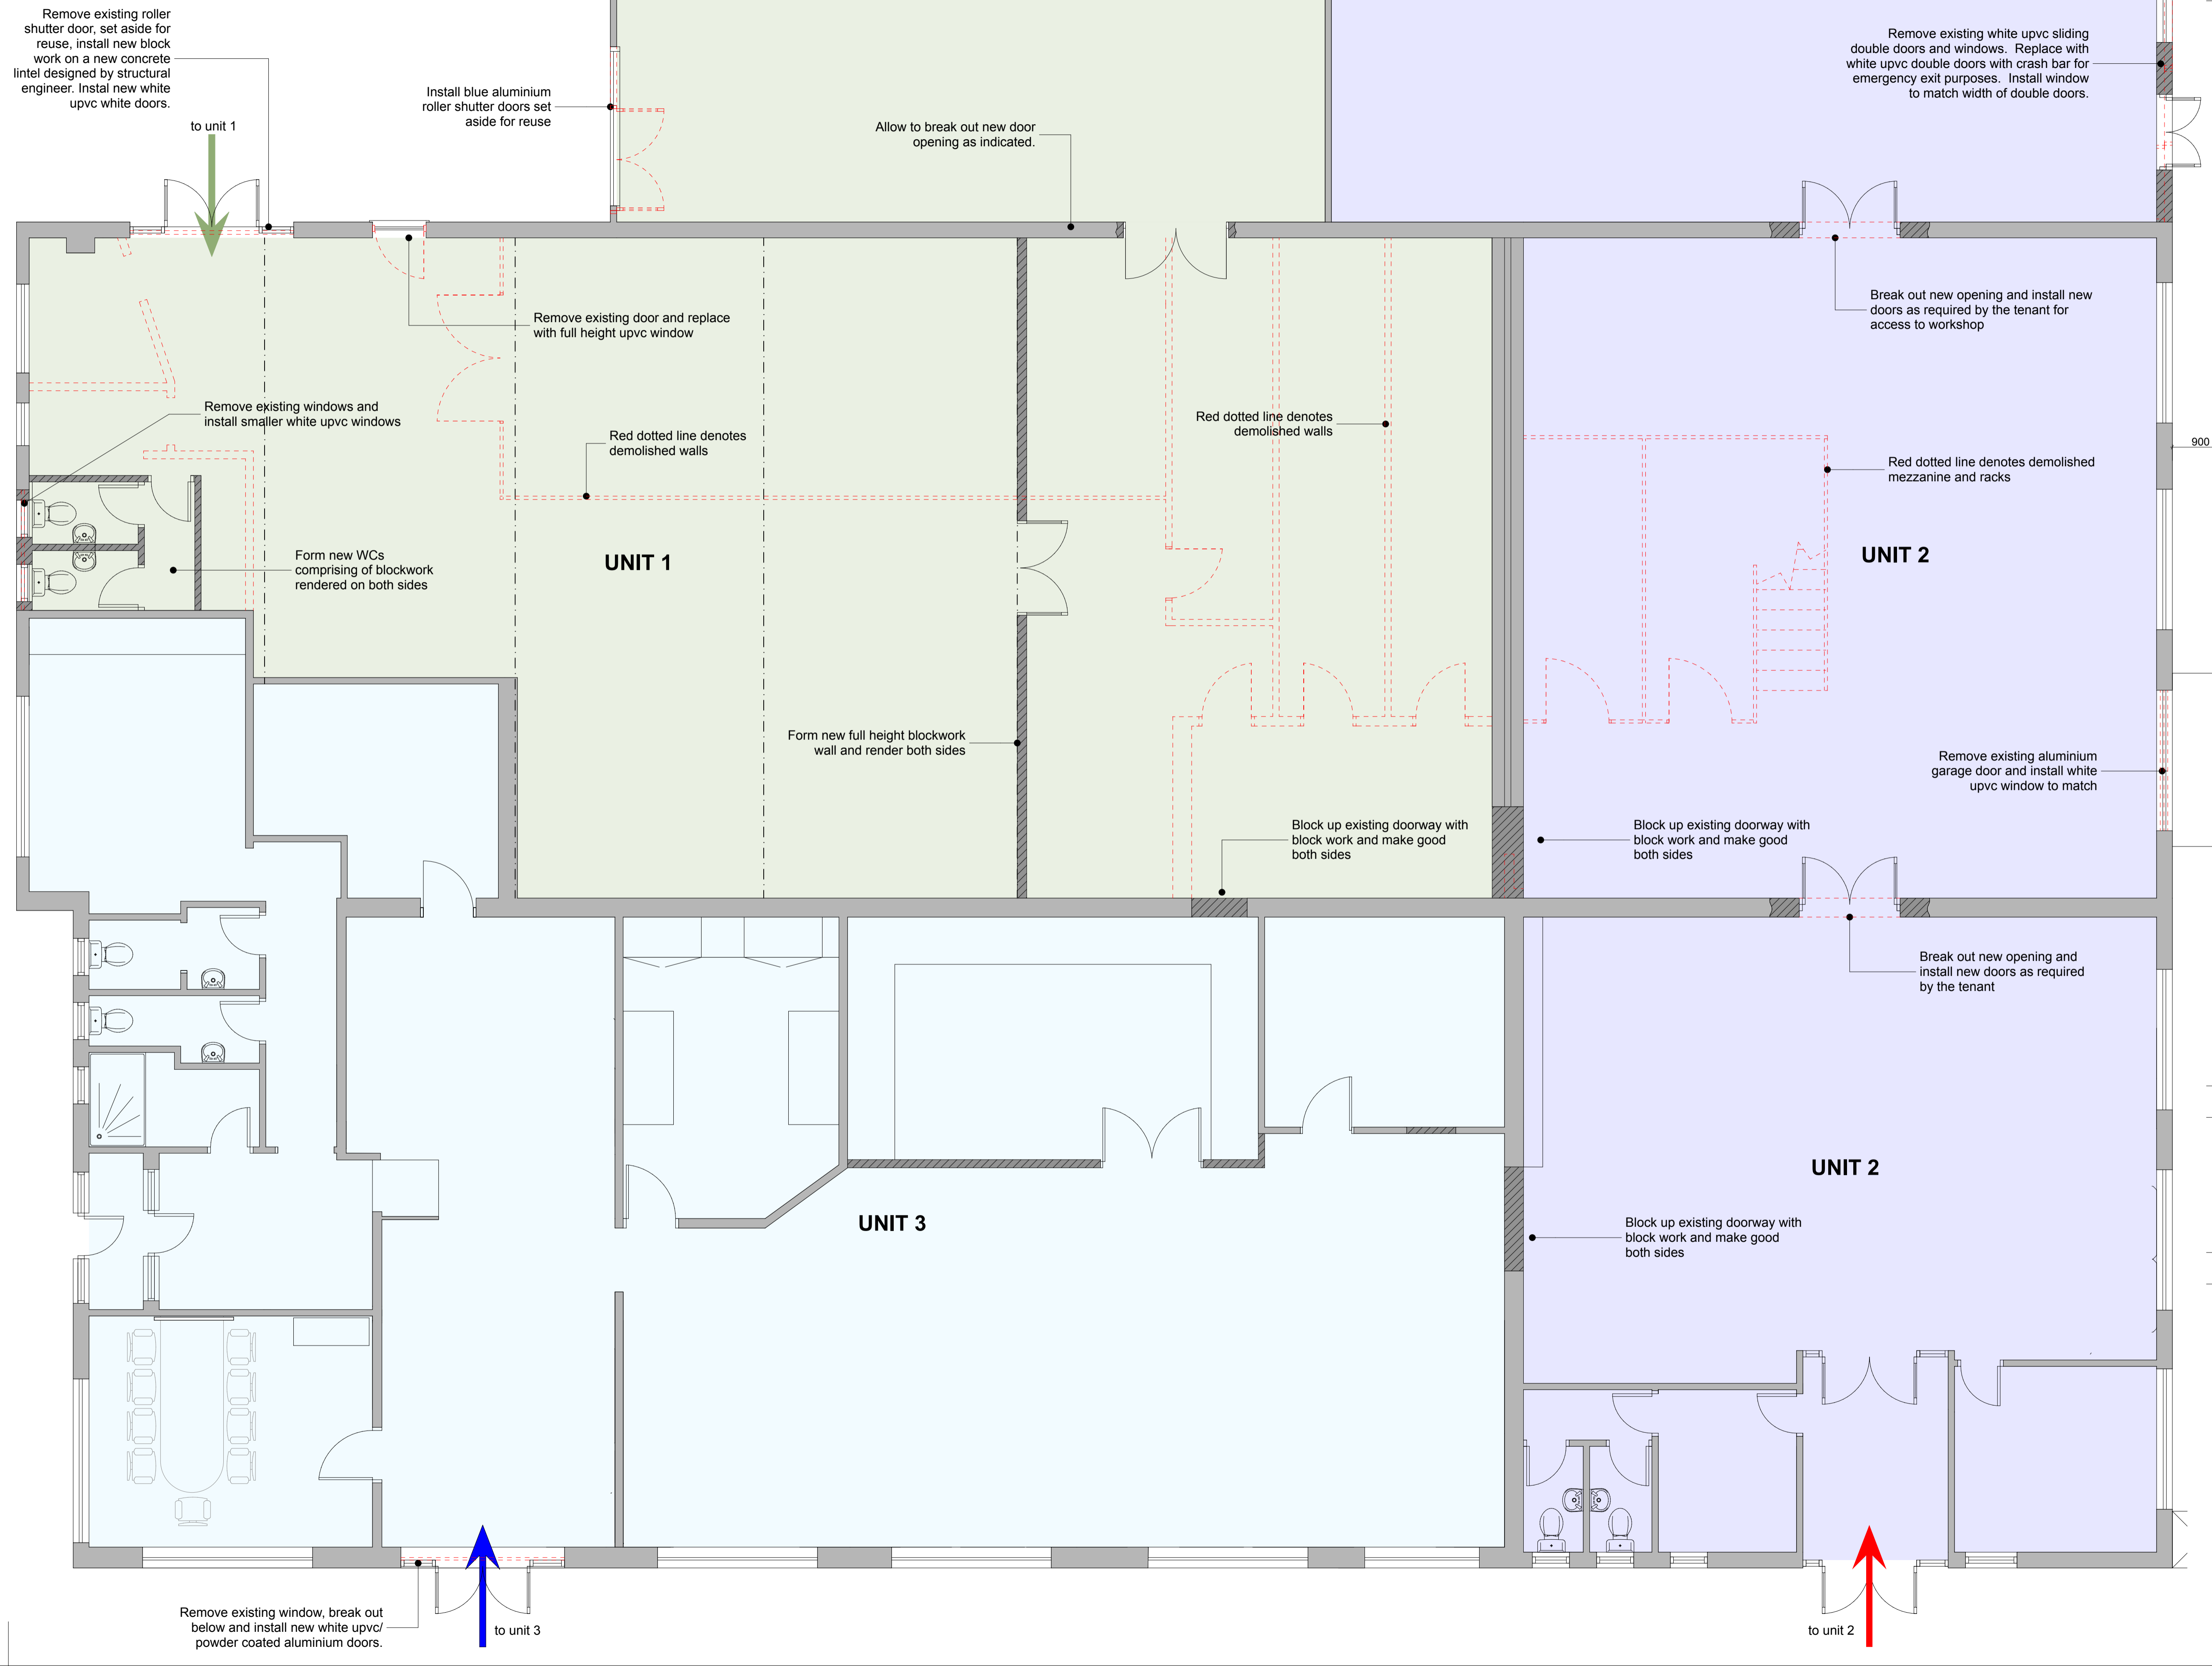 Remove existing roller
shutter door, set aside for
reuse, install new block
work on a new concrete
lintel designed by structural
engineer. Instal new white
upvc white doors.
to unit 1
Install blue aluminium
roller shutter doors set
aside for reuse
Allow to break out new door
opening as indicated.
Remove existing white upvc sliding
double doors and windows. Replace with
white upvc double doors with crash bar for
emergency exit purposes. Install window
to match width of double doors.
Remove existing door and replace
with full height upvc window
Break out new opening and install new
doors as required by the tenant for
access to workshop
Remove existing windows and
install smaller white upvc windows
Red dotted line denotes
demolished walls
Red dotted line denotes
demolished walls
900
Red dotted line denotes demolished
mezzanine and racks
Form new WCs
comprising of blockwork
rendered on both sides
UNIT 1
UNIT 2
Form new full height blockwork
wall and render both sides
Remove existing aluminium
garage door and install white
upvc window to match
Block up existing doorway with
block work and make good
both sides
Block up existing doorway with
block work and make good
both sides
Break out new opening and
install new doors as required
by the tenant
UNIT 2
UNIT 3
Block up existing doorway with
block work and make good
both sides
Remove existing window, break out
below and install new white upvc/
powder coated aluminium doors.
to unit 3
to unit 2